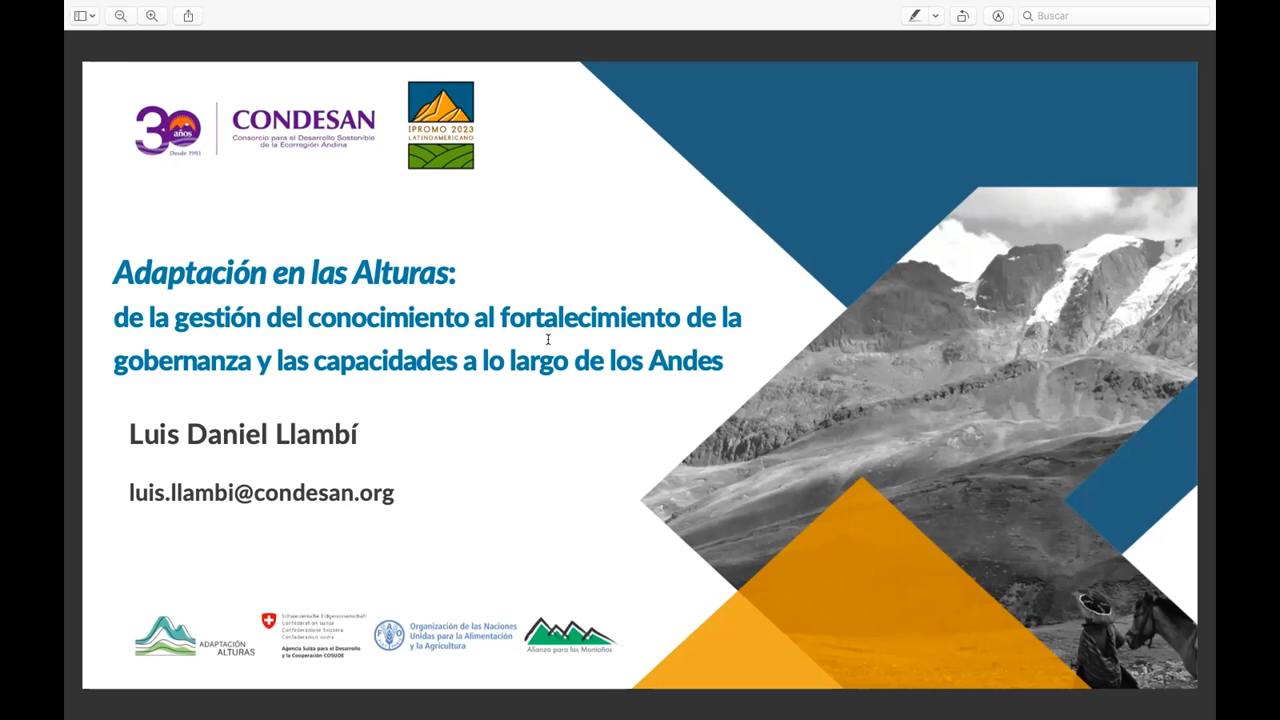 Buscar
30
años
Desde 1993
CONDESAN
Consorcio para el Desarrollo Sostenible
de la Ecorregión Andina
IPROMO 2023
LATINOAMERICANO
Adaptación en las Alturas:
de la gestión del conocimiento al fortalecimiento de la
gobernanza y las capacidades a lo largo de los Andes
Luis Daniel Llambí
luis.llambi@condesan.org
ADAPTACIÓN
ALTURAS
Schweizerische Eidgenossenschaft
Confédération suisse
Confederazione Svizzera
Confederaziun svizra
Agencia Suiza para el Desarrollo
y la Cooperación COSUDE
FAO
Organización de las Naciones
Unidas para la Alimentación
y la Agricultura
Alianza para las Montañas